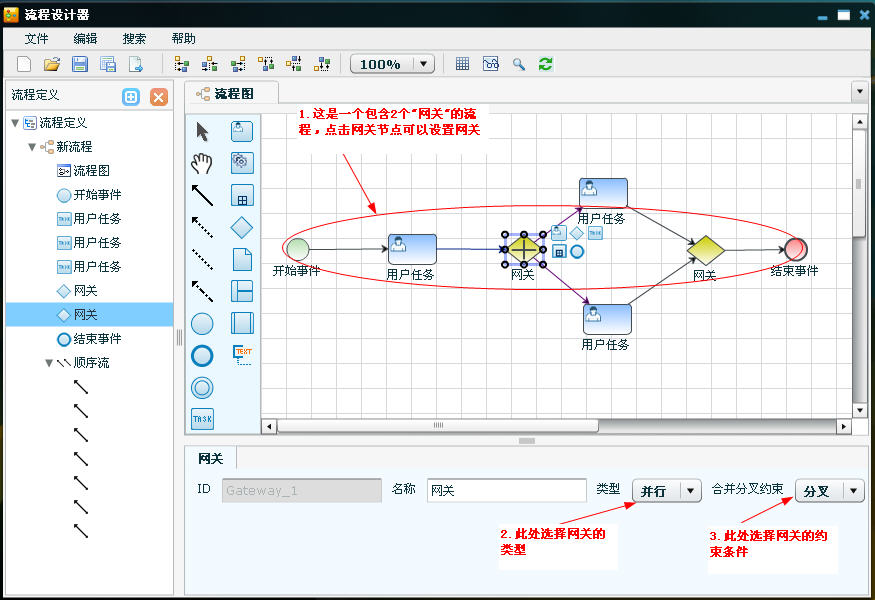 流程设计器
文件 编辑 搜索 帮助
100%
流程定义
流程定义
新流程
流程图
开始事件
用户任务
用户任务
用户任务
网关
网关
结束事件
顺序流
流程图
TEXT
TASK
1. 这是一个包含2个"网关"的流
程，点击网关节点可以设置网关
用户任务
开始事件
用户任务
网关
网关
结束事件
用户任务
网关
ID Gateway_1 名称 网关 类型 并行 合并分叉约束 分叉
2. 此处选择网关的
类型
3. 此处选择网关的约
束条件